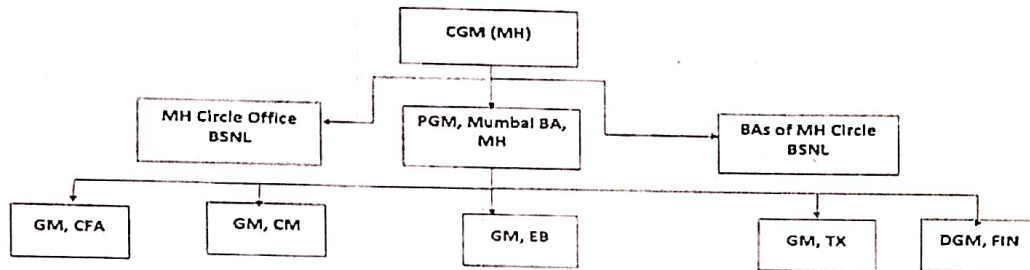 CGM (MH)
MH Circle Office
BSNL
PGM, Mumbai BA,
MH
BAs of MH Circle
BSNL
GM, CFA
GM, CM
GM, EB
GM, TX
DGM, FIN